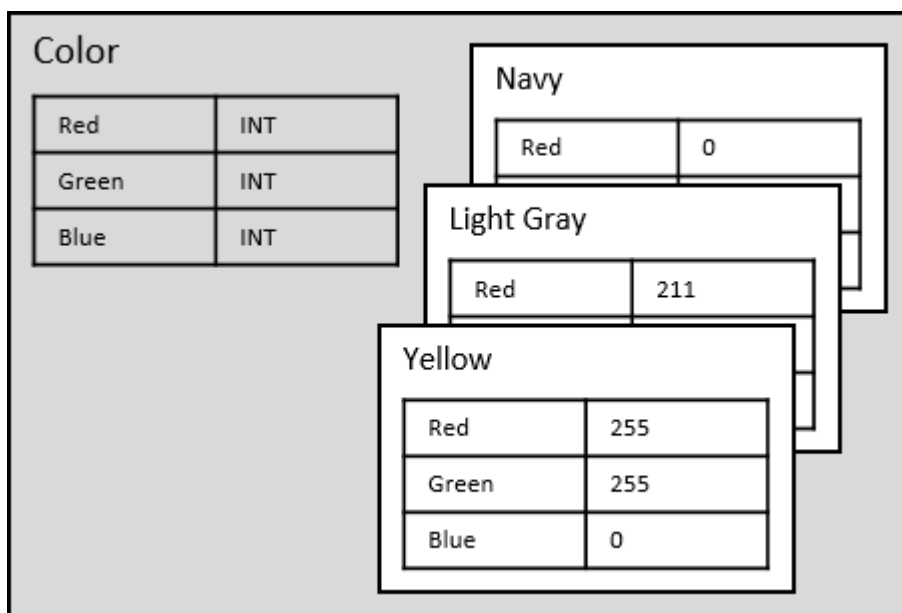 Color
Red INT
Green INT
Blue INT
Navy
Red 0
Light Gray
Red 211
Yellow
Red 255
Green 255
Blue 0